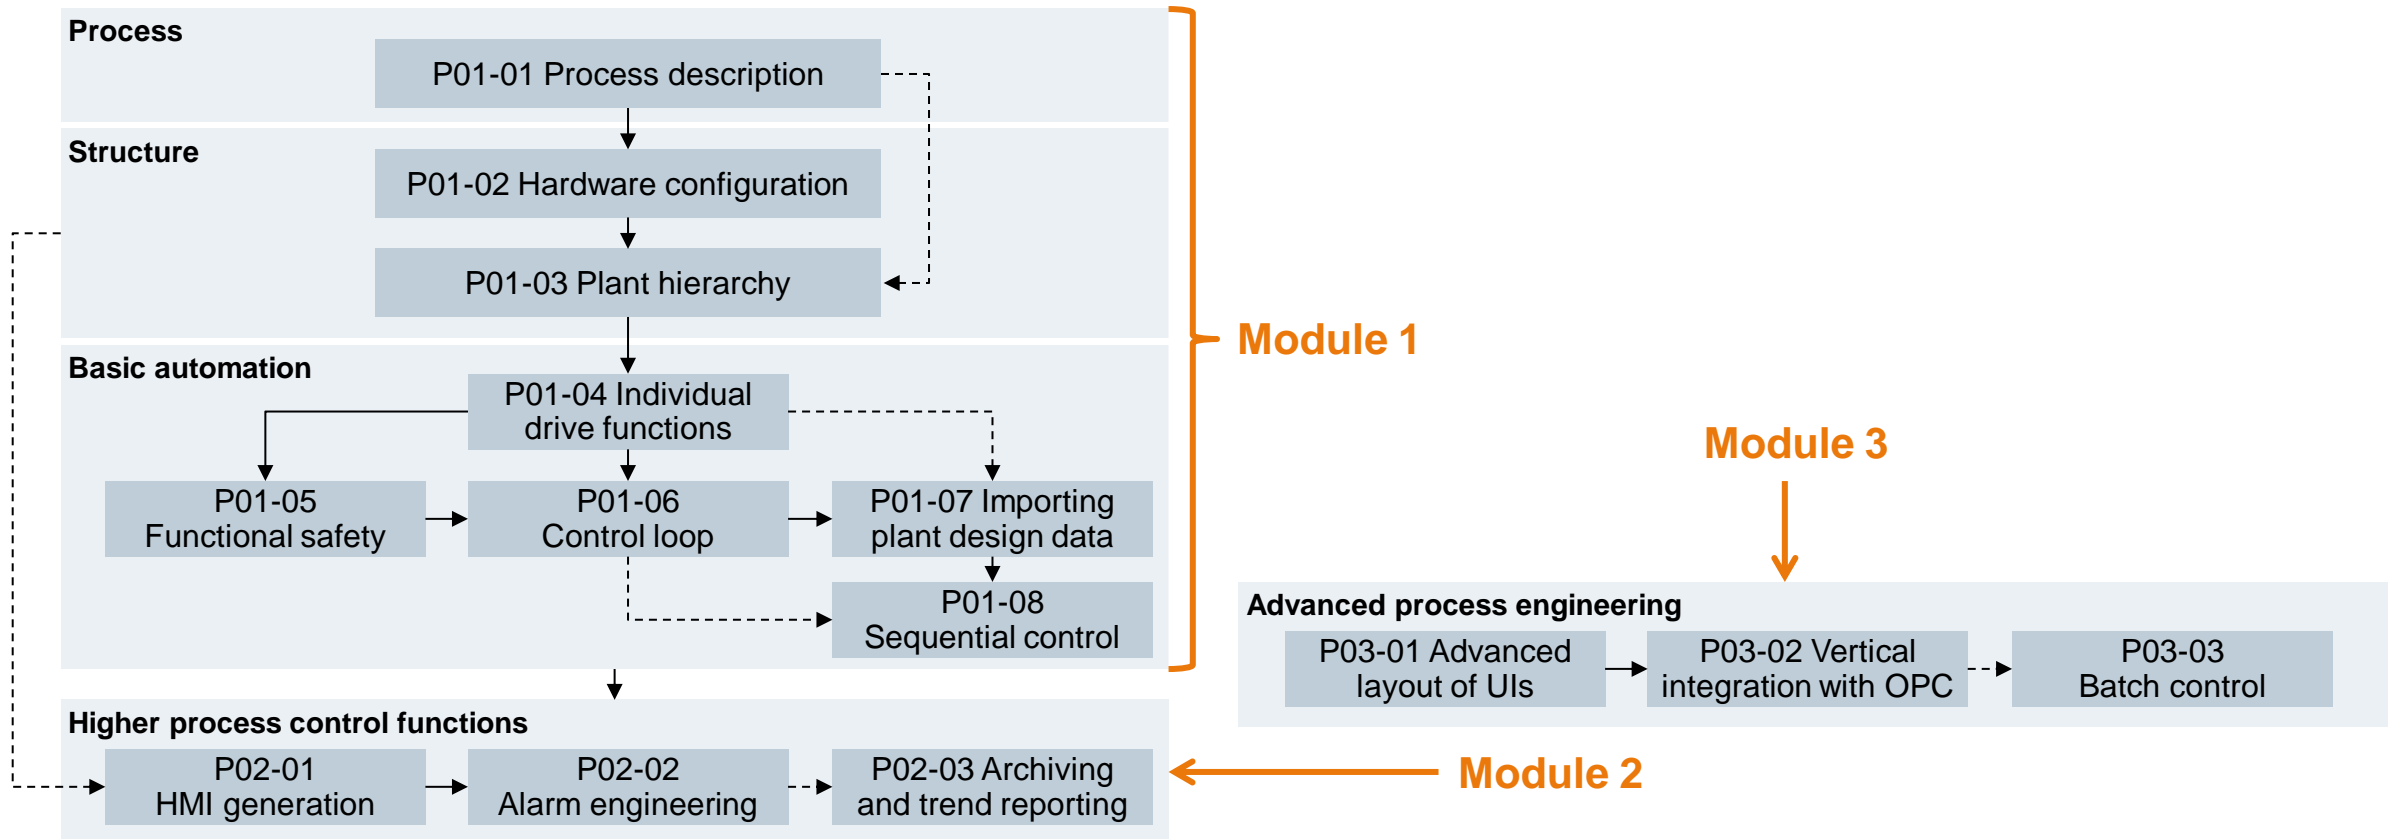 Process
P01-01 Process description
Structure
P01-02 Hardware configuration
P01-03 Plant hierarchy
Module 1
Basic automation
P01-04 Individual
drive functions
P01-05
Functional safety
P01-06
Control loop
P01-07 Importing
plant design data
P01-08
Sequential control
Higher process control functions
P02-01
HMI generation
P02-02
Alarm engineering
P02-03 Archiving
and trend reporting
Module 2
Module 3
Advanced process engineering
P03-01 Advanced
layout of UIs
P03-02 Vertical
integration with OPC
P03-03
Batch control